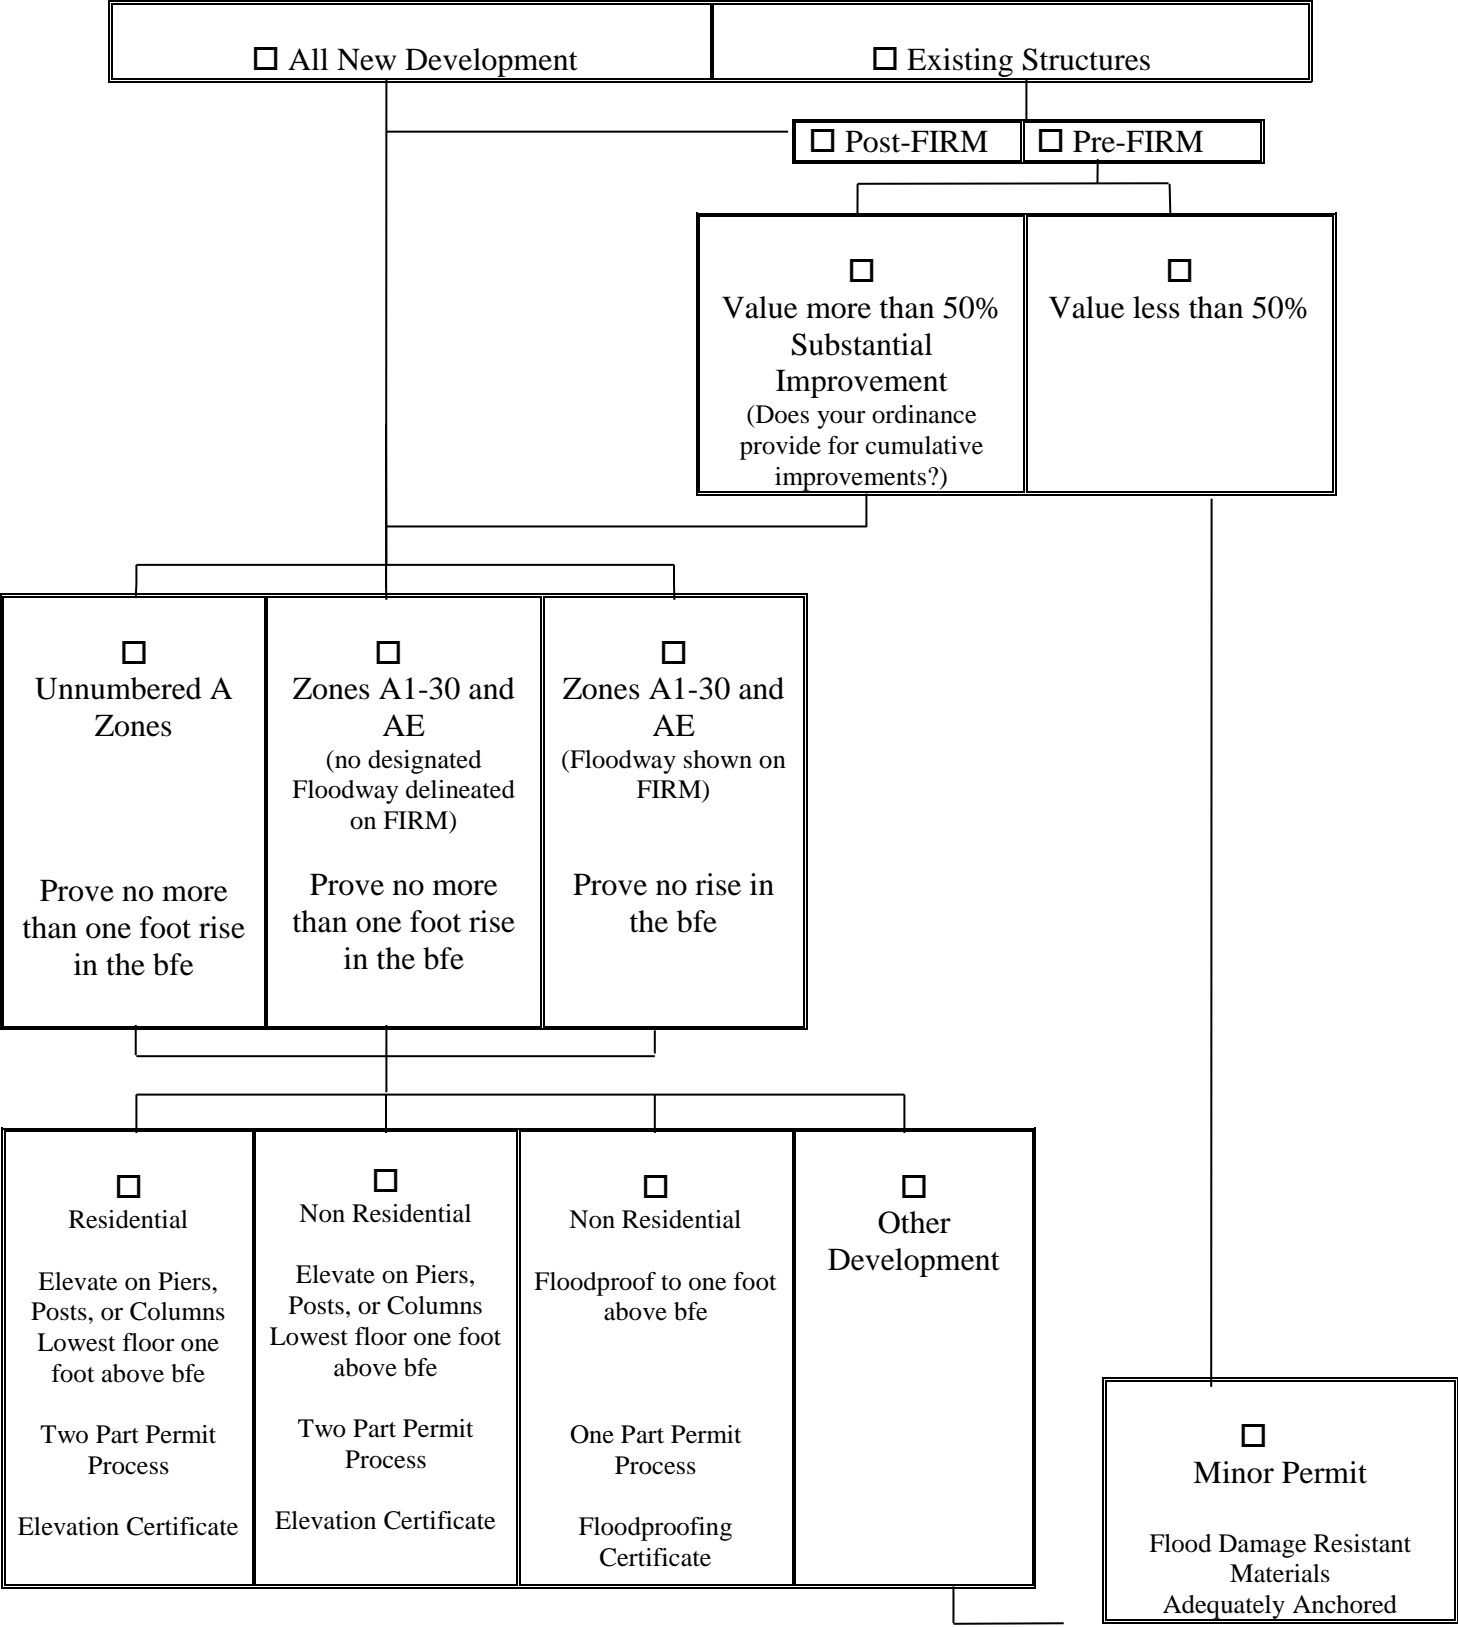 ☐ All New Development
☐ Existing Structures
☐ Post-FIRM
☐ Pre-FIRM
☐
Value more than 50%
Substantial
Improvement
(Does your ordinance
provide for cumulative
improvements?)
☐
Value less than 50%
☐
Unnumbered A
Zones
Prove no more
than one foot rise
in the bfe
☐
Zones A1-30 and
AE
(no designated
Floodway delineated
on FIRM)
Prove no more
than one foot rise
in the bfe
☐
Zones A1-30 and
AE
(Floodway shown on
FIRM)
Prove no rise in
the bfe
☐
Residential
Elevate on Piers,
Posts, or Columns
Lowest floor one
foot above bfe
Two Part Permit
Process
Elevation Certificate
☐
Non Residential
Elevate on Piers,
Posts, or Columns
Lowest floor one foot
above bfe
Two Part Permit
Process
Elevation Certificate
☐
Non Residential
Floodproof to one foot
above bfe
One Part Permit
Process
Floodproofing
Certificate
☐
Other
Development
☐
Minor Permit
Flood Damage Resistant
Materials
Adequately Anchored